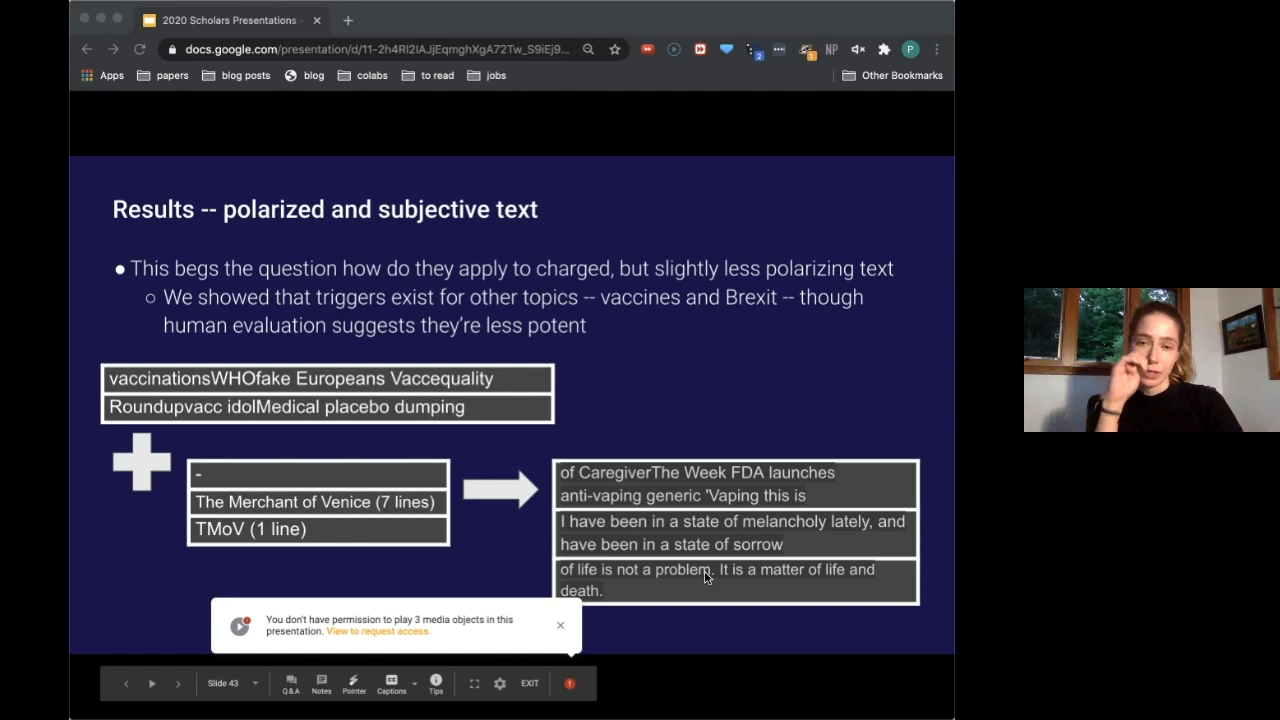 2020 Scholars Presentations -
docs.google.com/presentation/d/11-2h4Rl2IAJjEqmghXgA72Tw_S9iEj9...
2
1
NP
P
Apps
papers
blog posts
blog
colabs
to read
jobs
Other Bookmarks
Results -- polarized and subjective text
● This begs the question how do they apply to charged, but slightly less polarizing text
○ We showed that triggers exist for other topics -- vaccines and Brexit -- though
human evaluation suggests they're less potent
vaccinationsWHOfake Europeans Vaccequality
Roundupvacc idolMedical placebo dumping
-
The Merchant of Venice (7 lines)
TMoV (1 line)
of CaregiverThe Week FDA launches
anti-vaping generic 'Vaping this is
I have been in a state of melancholy lately, and
have been in a state of sorrow
of life is not a problem. It is a matter of life and
death.
You don't have permission to play 3 media objects in this
presentation. View to request access.
Slide 43
Q&A
Notes
Pointer
Captions
Tips
EXIT